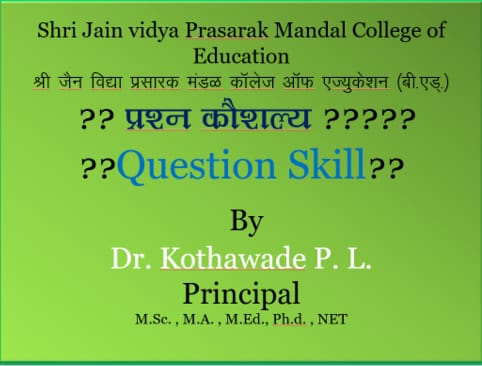 Shri Jain vidya Prasarak Mandal College of
Education
श्री जैन विद्या प्रसारक मंडळ कॉलेज ऑफ एज्युकेशन (बी.एड्.)
?? प्रश्न कौशल्य ?????
??Question Skill??
By
Dr. Kothawade P. L.
Principal
M.Sc. , M.A. , M.Ed., Ph.d. , NET